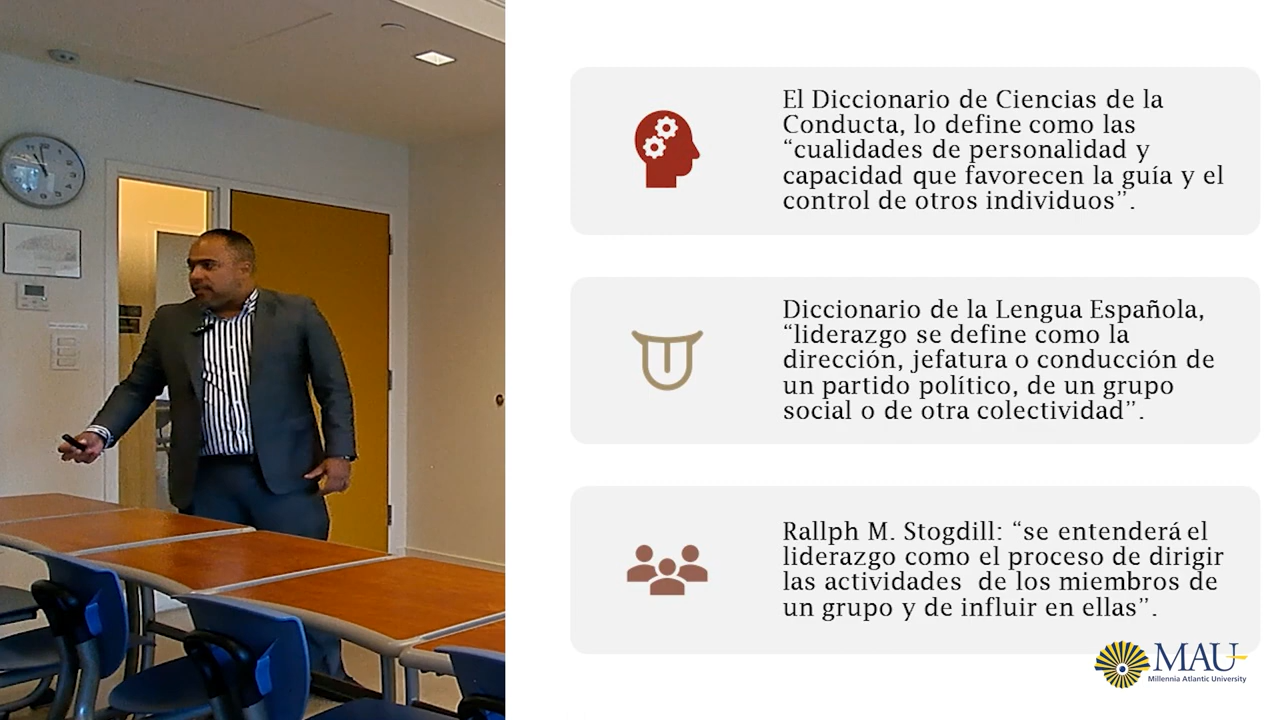 El Diccionario de Ciencias de la
Conducta, lo define como las
“cualidades de personalidad y
capacidad que favorecen la guía y el
control de otros individuos”.
Diccionario de la Lengua Española,
“liderazgo se define como la
dirección, jefatura o conducción de
un partido político, de un grupo
social o de otra colectividad”.
Rallph M. Stogdill: “se entenderá el
liderazgo como el proceso de dirigir
las actividades  de los miembros de
un grupo y de influir en ellas”.
MAU
Millennia Atlantic University